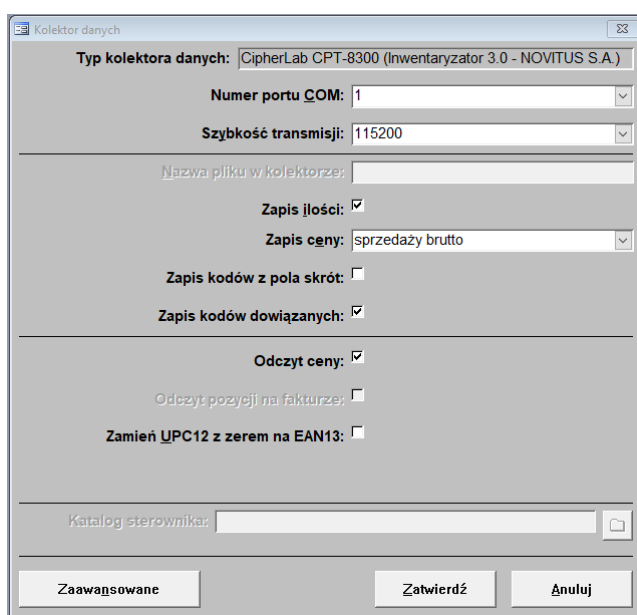 Kolektor danych
Typ kolektora danych: CipherLab CPT-8300 (Inwentaryzator 3.0 - NOVITUS S.A.)
Numer portu COM: 1
Szybkość transmisji: 115200
Nazwa pliku w kolektorze:
Zapis ilości:
Zapis ceny: sprzedaży brutto
Zapis kodów z pola skrót:
Zapis kodów dowiązanych:
Odczyt ceny:
Odczyt pozycji na fakturze:
Zamień UPC12 z zerem na EAN13:
Katalog sterownika:
Zaawansowane Zatwierdź Anuluj